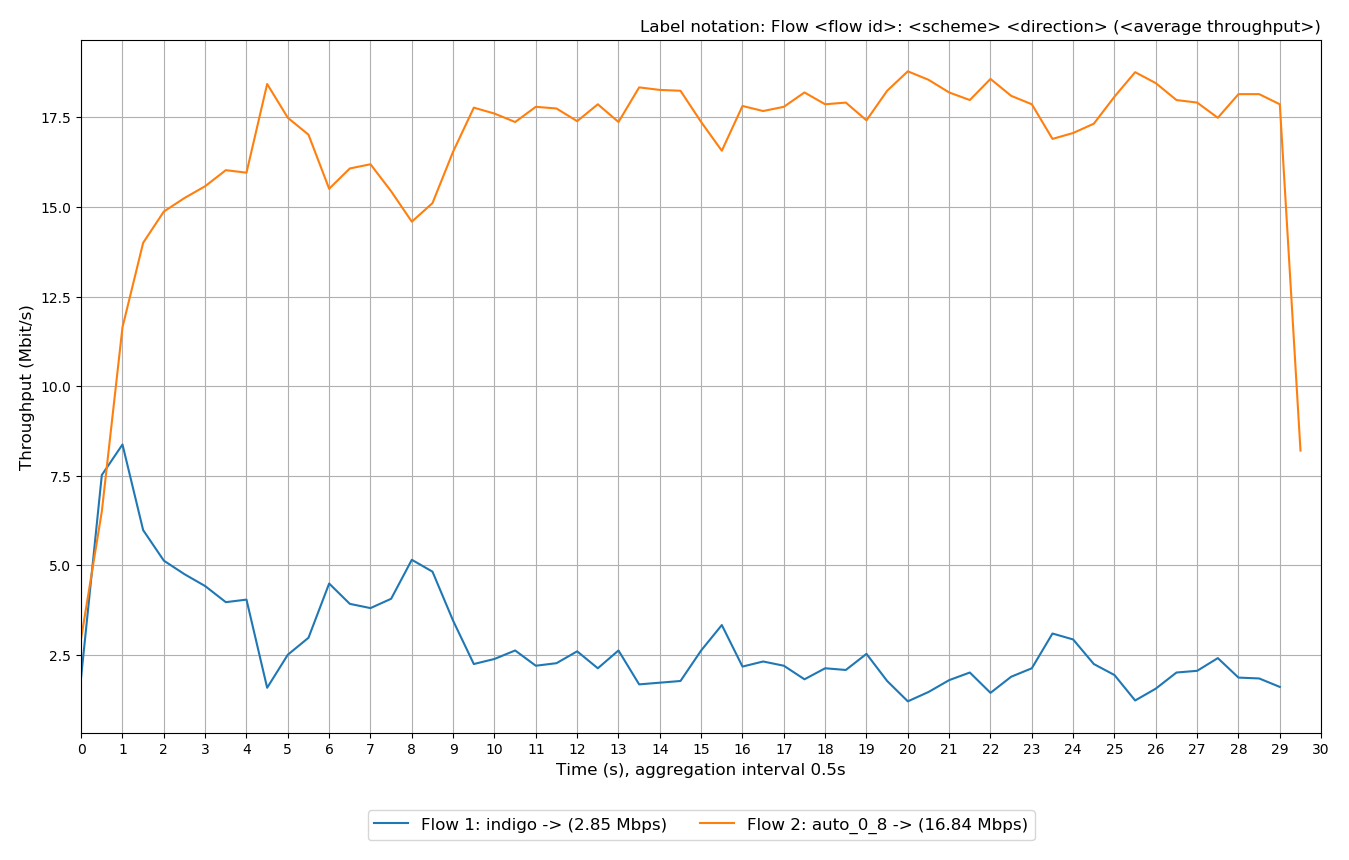 Label notation: Flow <flow id>: <scheme> <direction> (<average throughput>)
17.5
15.0
12.5
10.0
7.5
5.0
2.5
Throughput (Mbit/s)
0 1 2 3 4 5 6 7 8 9 10 11 12 13 14 15 16 17 18 19 20 21 22 23 24 25 26 27 28 29 30
Time (s), aggregation interval 0.5s
Flow 1: indigo -> (2.85 Mbps) Flow 2: auto_0_8 -> (16.84 Mbps)